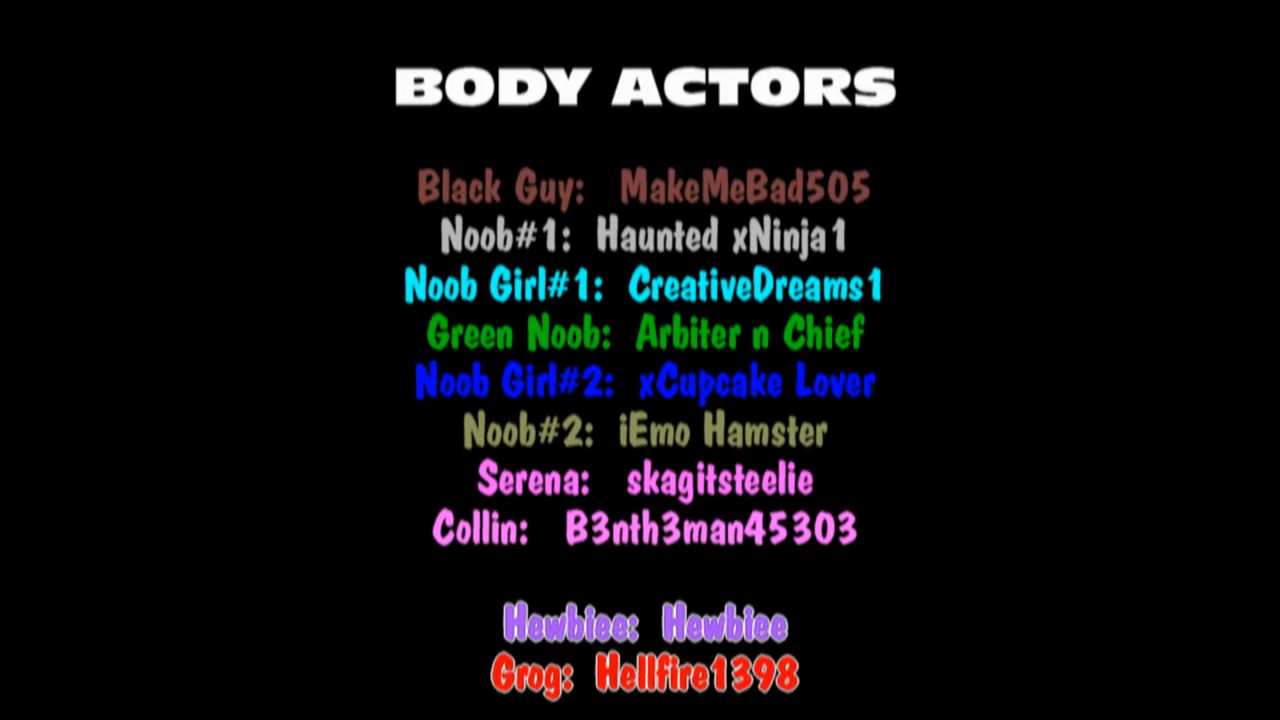 BODY ACTORS
Black Guy: MakeMeBad505
Noob#1: Haunted xNinja1
Noob Girl#1: CreativeDreams1
Green Noob: Arbiter n Chief
Noob Girl#2: xCupcake Lover
Noob#2: iEmo Hamster
Serena: skagitsteelie
Collin: B3nth3man45303
Hewbiee: Hewbiee
Grog: Hellfire1398